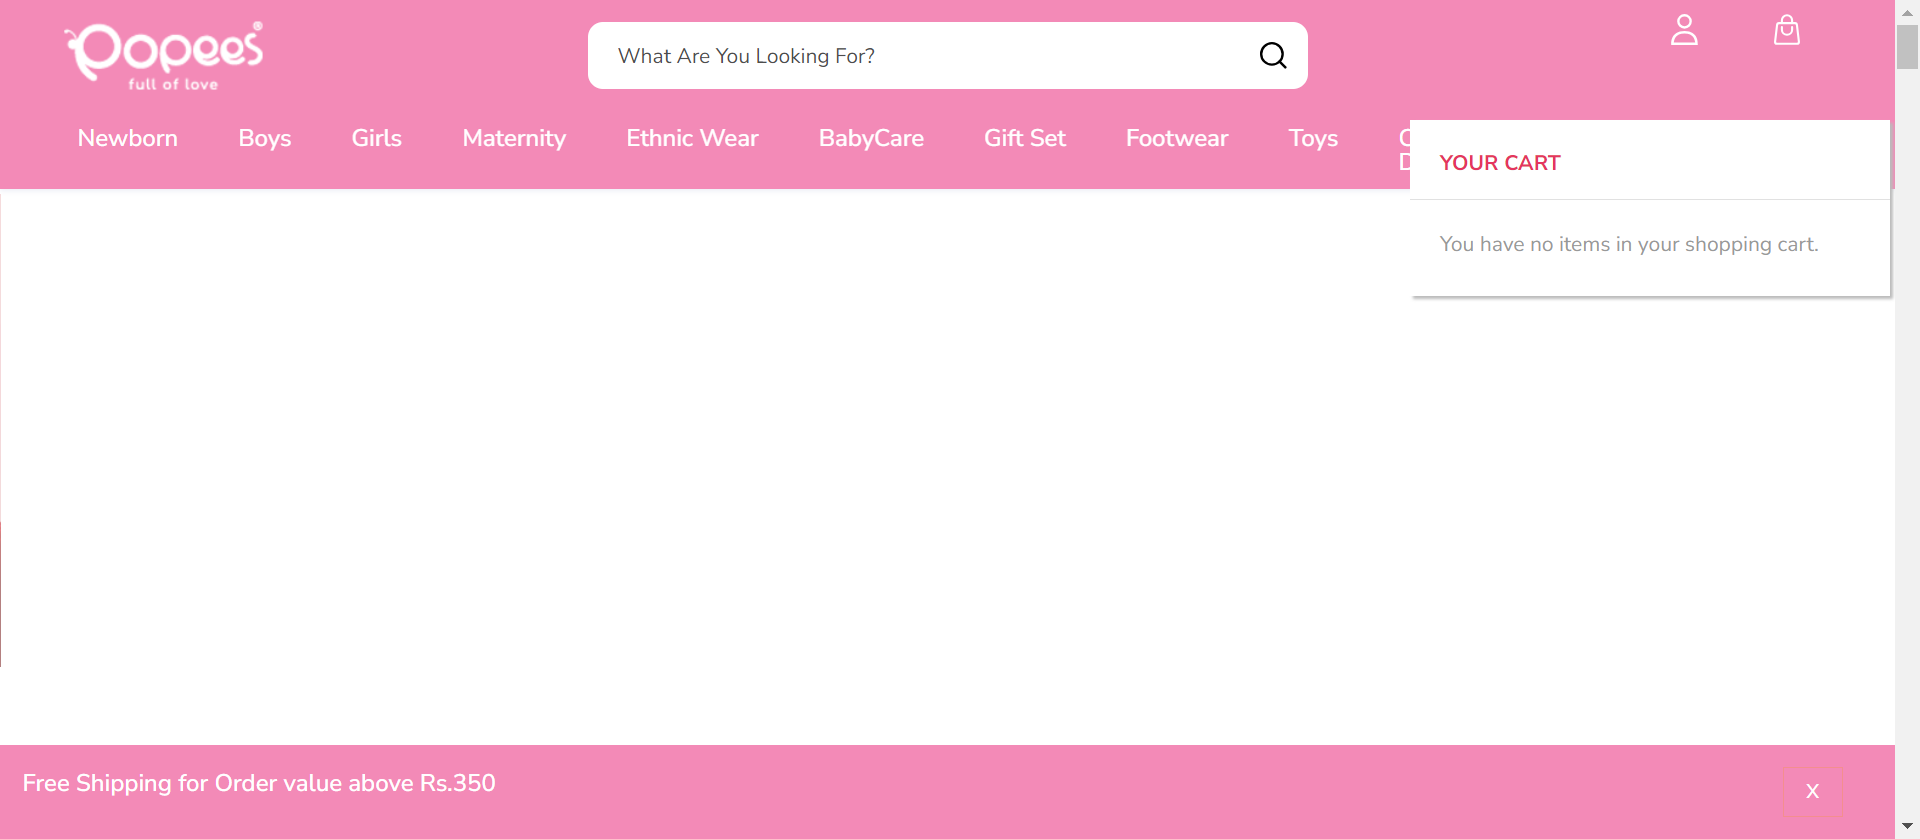 Popees®
full of love
What Are You Looking For?
Newborn
Boys
Girls
Maternity
Ethnic Wear
BabyCare
Gift Set
Footwear
Toys
YOUR CART
You have no items in your shopping cart.
Free Shipping for Order value above Rs.350
X